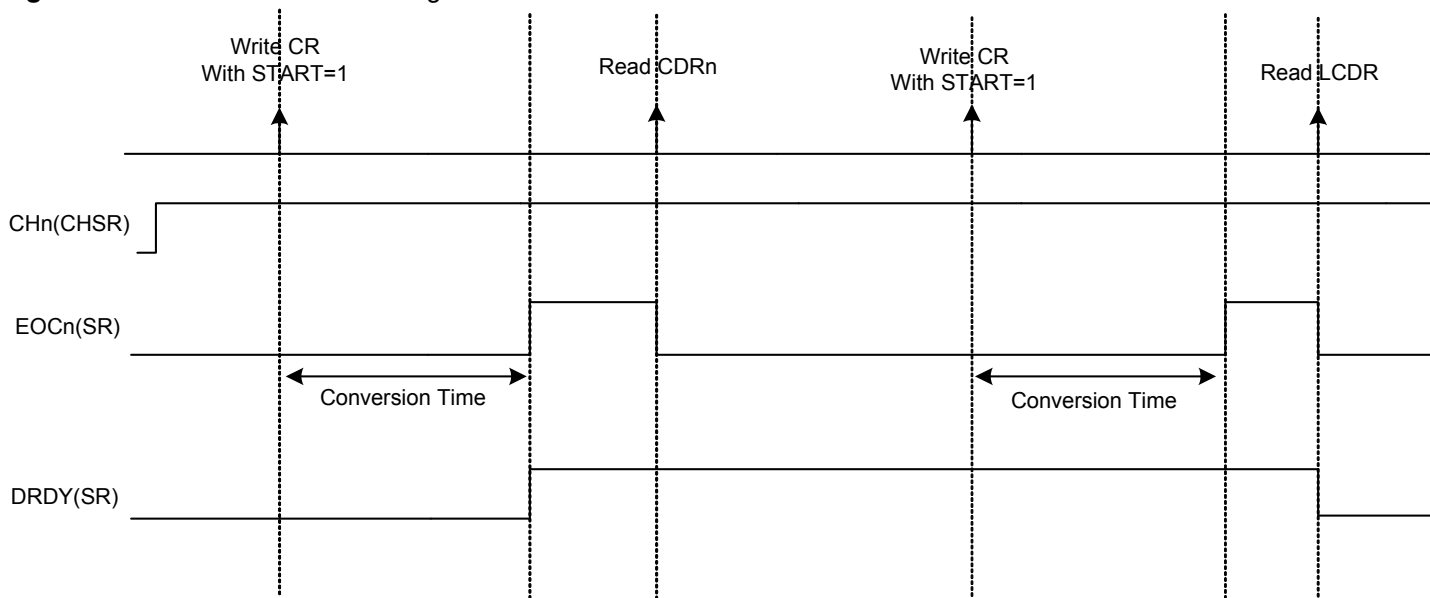 Write CR
With START=1
Read CDRn
Write CR
With START=1
Read LCDR
CHn(CHSR)
EOCn(SR)
Conversion Time
Conversion Time
DRDY(SR)